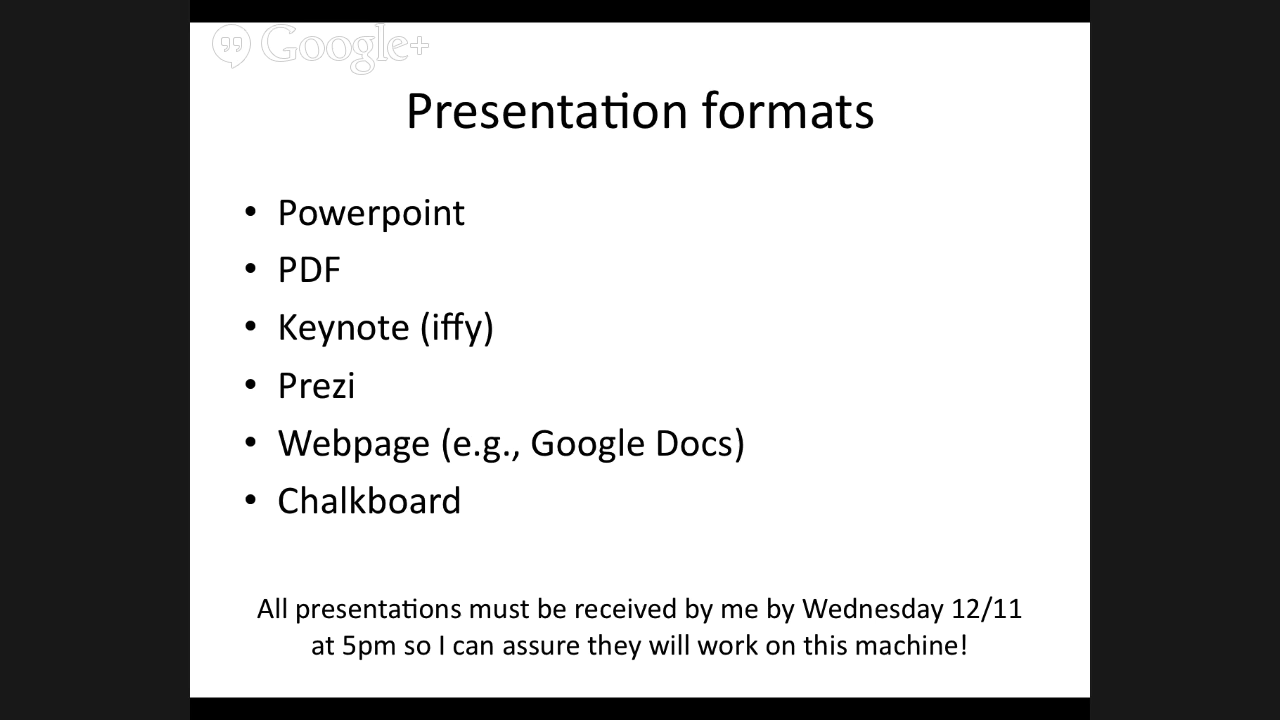 Google+
Presentation formats
• Powerpoint
• PDF
• Keynote (iffy)
• Prezi
• Webpage (e.g., Google Docs)
• Chalkboard
All presentations must be received by me by Wednesday 12/11
at 5pm so I can assure they will work on this machine!